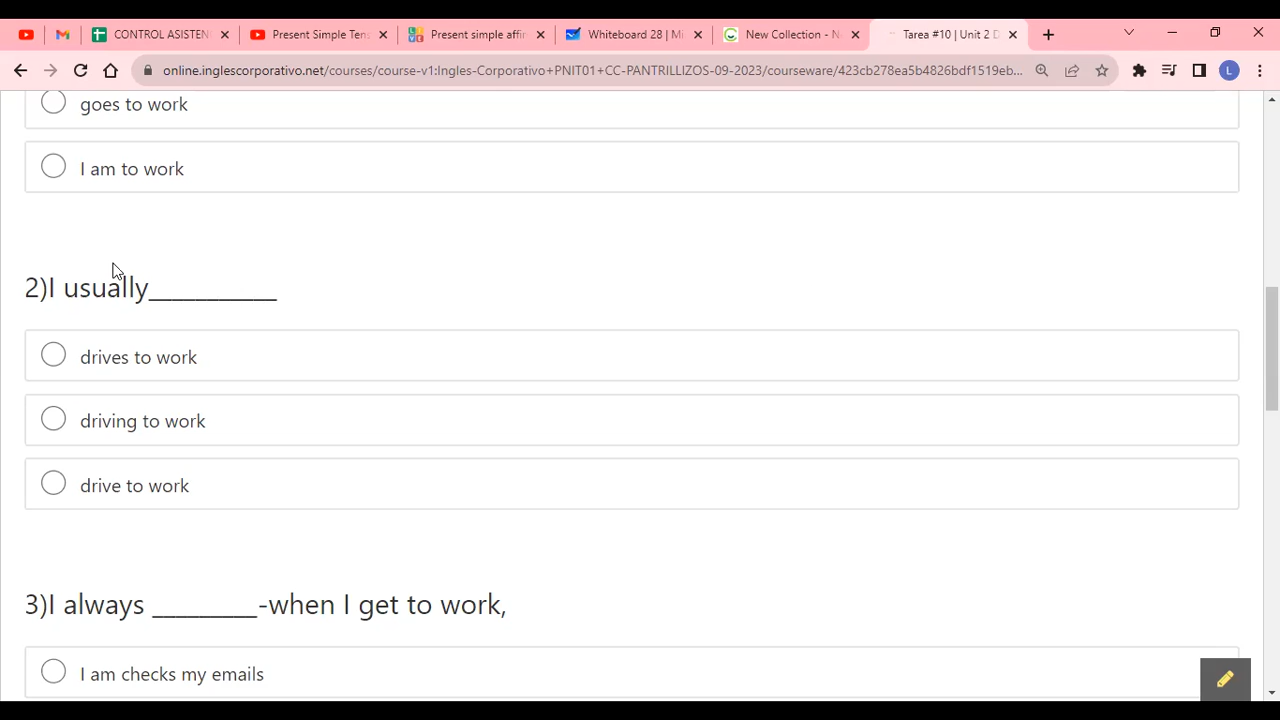 CONTROL ASISTEN
Present Simple Ten
Present simple affir
Whiteboard 28 | Mi
New Collection - N
Tarea #10 | Unit 2 D
online.inglescorporativo.net/courses/course-v1:Ingles-Corporativo+PNIT01+CC-PANTRILLIZOS-09-2023/courseware/423cb278ea5b4826bdf1519eb...
L
goes to work
I am to work
2)I usually___________
drives to work
driving to work
drive to work
3)I always _________-when I get to work,
I am checks my emails